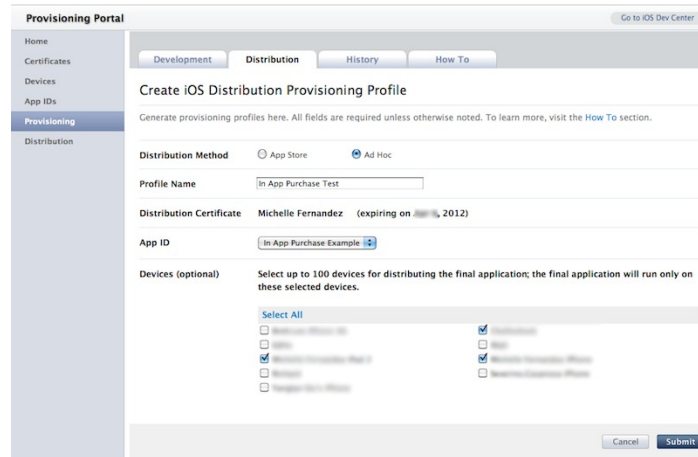 Provisioning Portal
Go to iOS Dev Center
Home
Certificates
Devices
App IDs
Provisioning
Distribution
Development
Distribution
History
How To
Create iOS Distribution Provisioning Profile
Generate provisioning profiles here. All fields are required unless otherwise noted. To learn more, visit the How To section.
Distribution Method
App Store
Ad Hoc
Profile Name
In App Purchase Test
Distribution Certificate
Michelle Fernandez (expiring on , 2012)
App ID
In App Purchase Example
Devices (optional)
Select up to 100 devices for distributing the final application; the final application will run only on
these selected devices.
Select All
Cancel
Submit